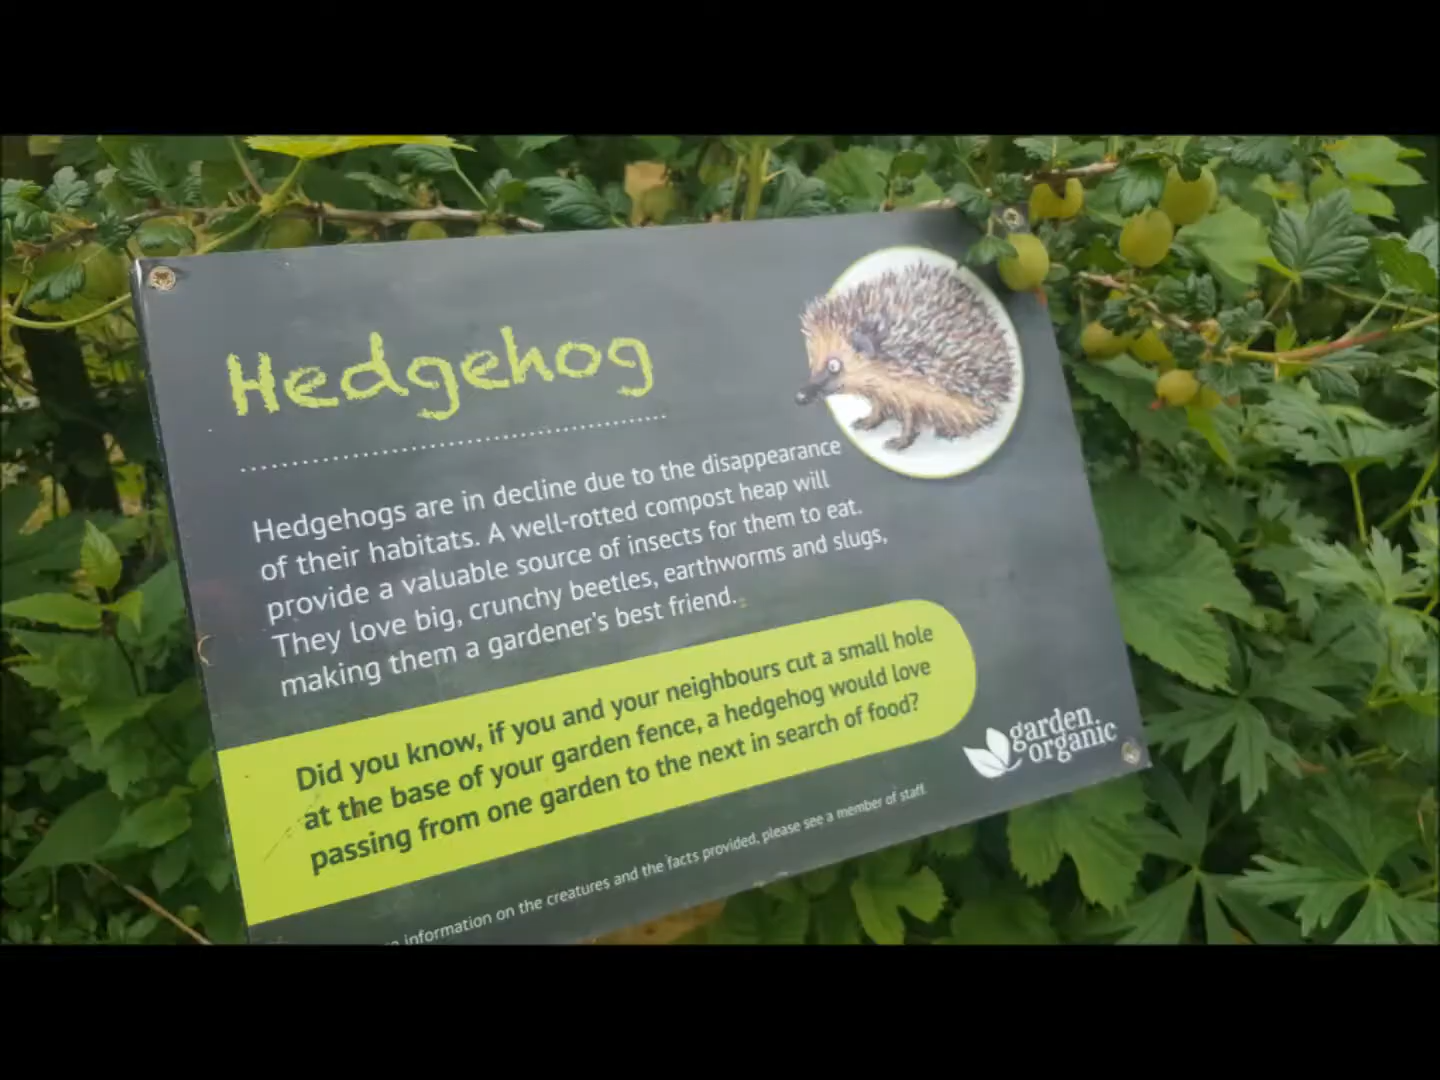 Hedgehog
Hedgehogs are in decline due to the disappearance
of their habitats. A well-rotted compost heap will
provide a valuable source of insects for them to eat.
They love big, crunchy beetles, earthworms and slugs,
making them a gardener's best friend.
Did you know, if you and your neighbours cut a small hole
at the base of your garden fence, a hedgehog would love
passing from one garden to the next in search of food?
garden
organic
information on the creatures and the facts provided, please see a member of staff